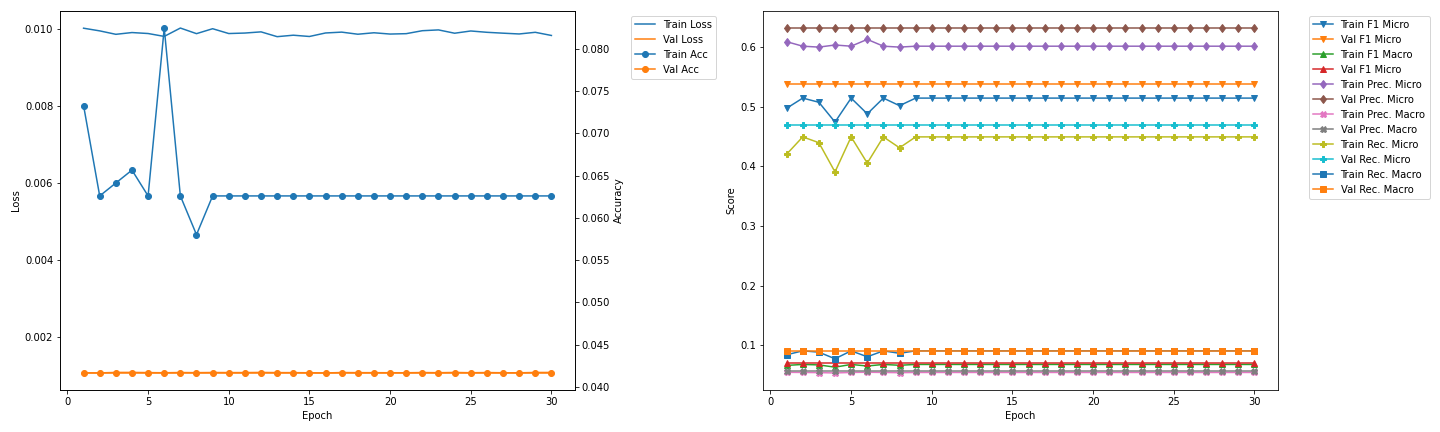 0.010
0.008
0.006
0.004
0.002
Loss
0
5
10
15
20
25
30
Epoch
0.080
0.075
0.070
0.065
0.060
0.055
0.050
0.045
0.040
Accuracy
Train Loss
Val Loss
Train Acc
Val Acc
0.6
0.5
0.4
0.3
0.2
0.1
Score
0
5
10
15
20
25
30
Epoch
Train F1 Micro
Val F1 Micro
Train F1 Macro
Val F1 Micro
Train Prec. Micro
Val Prec. Micro
Train Prec. Macro
Val Prec. Macro
Train Rec. Micro
Val Rec. Micro
Train Rec. Macro
Val Rec. Macro